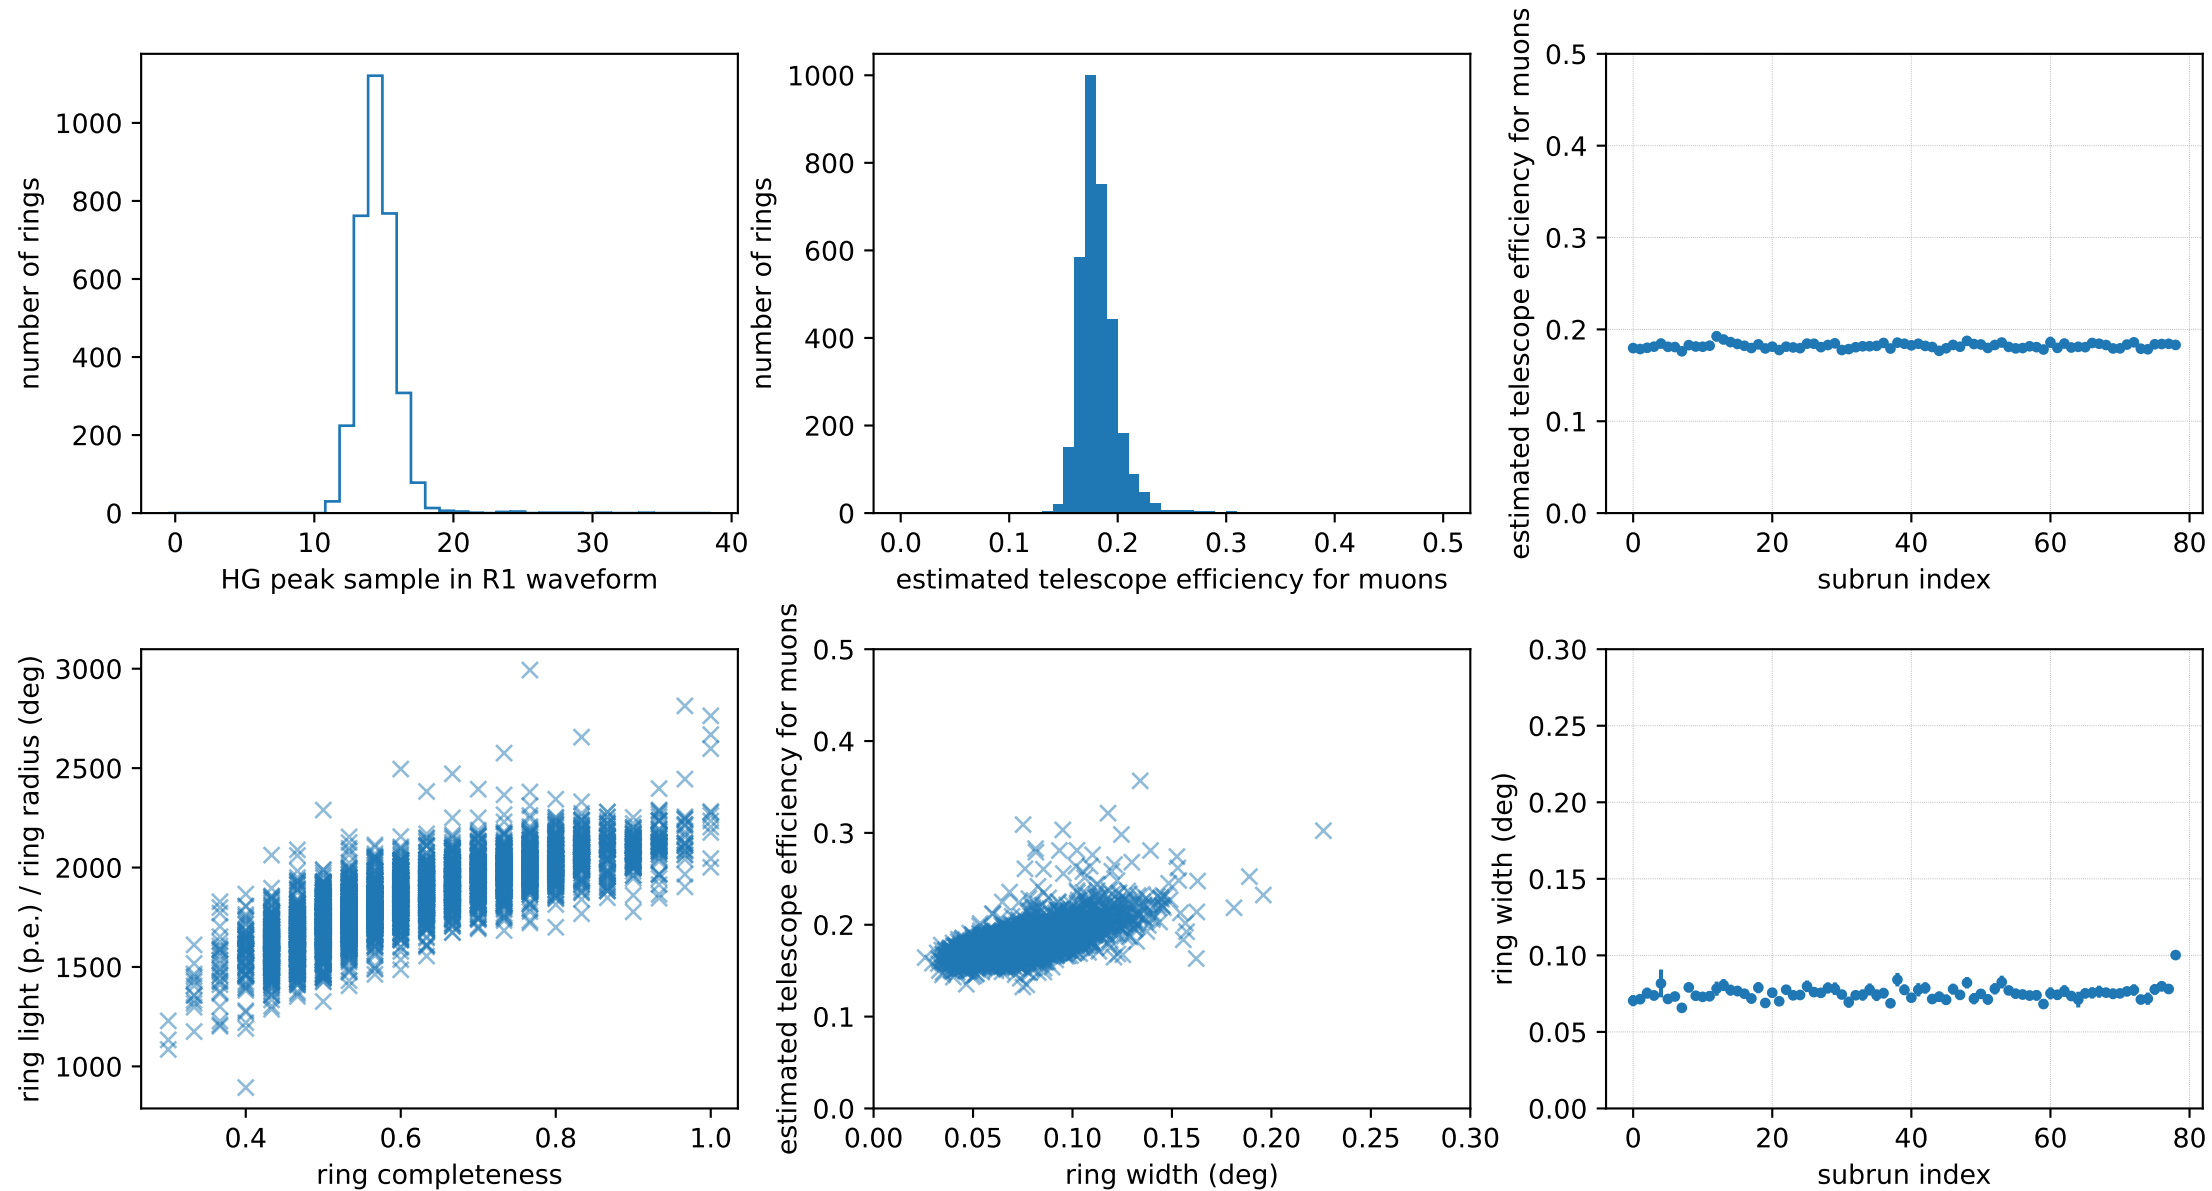 number of rings
1000
800
600
400
200
0
0 10 20 30 40
HG peak sample in R1 waveform
number of rings
1000
800
600
400
200
0
0.0 0.1 0.2 0.3 0.4 0.5
estimated telescope efficiency for muons
estimated telescope efficiency for muons
0.5
0.4
0.3
0.2
0.1
0.0
0 20 40 60 80
subrun index
ring light (p.e.) / ring radius (deg)
3000
2500
2000
1500
1000
0.4 0.6 0.8 1.0
ring completeness
estimated telescope efficiency for muons
0.5
0.4
0.3
0.2
0.1
0.0
0.00 0.05 0.10 0.15 0.20 0.25 0.30
ring width (deg)
ring width (deg)
0.30
0.25
0.20
0.15
0.10
0.05
0.00
0 20 40 60 80
subrun index